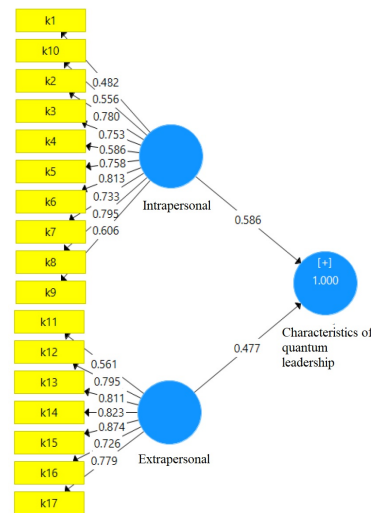 k1
k10
k2
k3
k4
k5
k6
k7
k8
k9
0.482
0.556
0.780
0.753
0.586
0.758
0.813
0.733
0.795
0.606
Intrapersonal
0.586
[+]
1.000
Characteristics of
quantum
leadership
0.477
k11
k12
k13
k14
k15
k16
k17
0.561
0.795
0.811
0.823
0.874
0.726
0.779
Extrapersonal